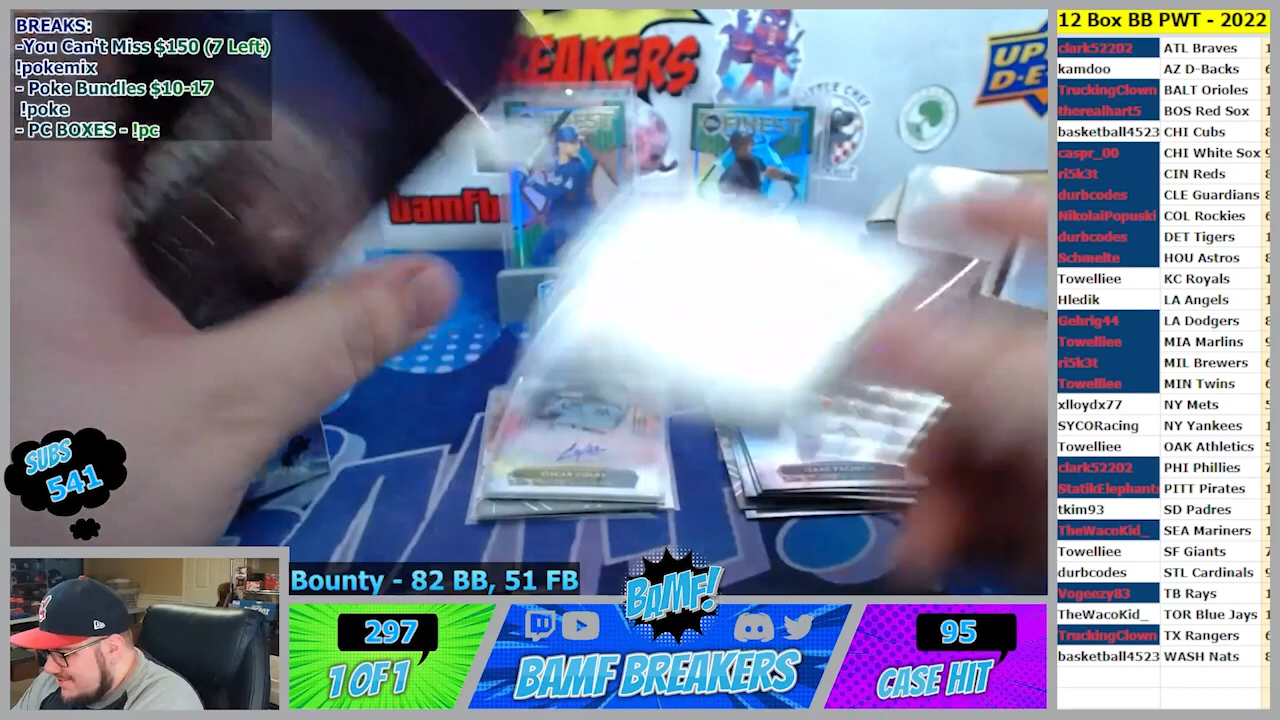 BREAKS:
-You Can't Miss $150 (7 Left)
!pokemix
- Poke Bundles $10-17
!poke
- PC BOXES - !pc
BREAKERS
UP
D-E
FINEST
FINEST
bamfb
SUBS
541
Bounty - 82 BB, 51 FB
BAMF!
297
1 OF 1
BAMF BREAKERS
95
CASE HIT
12 Box BB PWT - 2022
clark52202 ATL Braves
kamdoo AZ D-Backs
TruckingClown BALT Orioles
therealhart5 BOS Red Sox
basketball4523 CHI Cubs
caspr_00 CHI White Sox
ri5k3t CIN Reds
durbcodes CLE Guardians
NikolaiPopuski COL Rockies
durbcodes DET Tigers
Schmelte HOU Astros
Towelliee KC Royals
Hledik LA Angels
Gehrig44 LA Dodgers
Towelliee MIA Marlins
ri5k3t MIL Brewers
Towelliee MIN Twins
xlloydx77 NY Mets
SYCORacing NY Yankees
Towelliee OAK Athletics
clark52202 PHI Phillies
StatikElephant PITT Pirates
tkim93 SD Padres
TheWacoKid_ SEA Mariners
Towelliee SF Giants
durbcodes STL Cardinals
Vogeezy83 TB Rays
TheWacoKid_ TOR Blue Jays
TruckingClown TX Rangers
basketball4523 WASH Nats